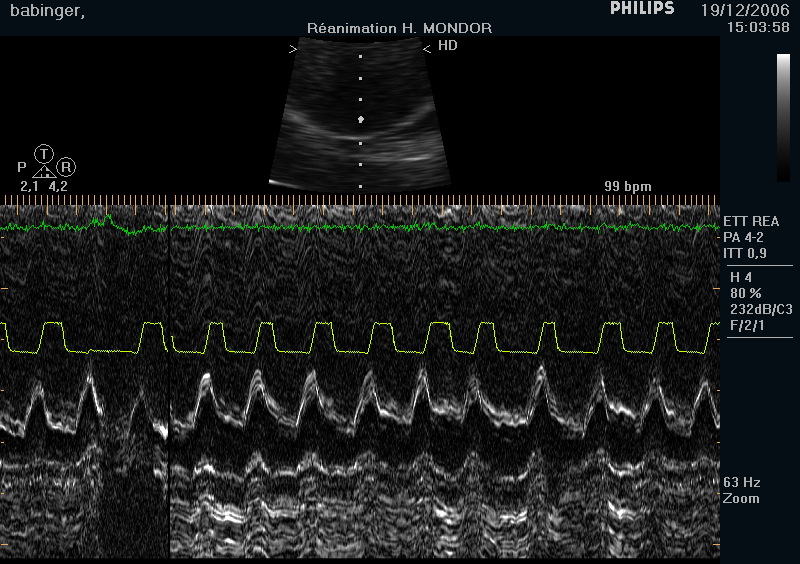 babinger,
PHILIPS
19/12/2006
15:03:58
Réanimation H. MONDOR
HD
T
P
R
2,1 4,2
99 bpm
ETT REA
PA 4-2
ITT 0,9
H 4
80 %
232dB/C3
F/2/1
63 Hz
Zoom